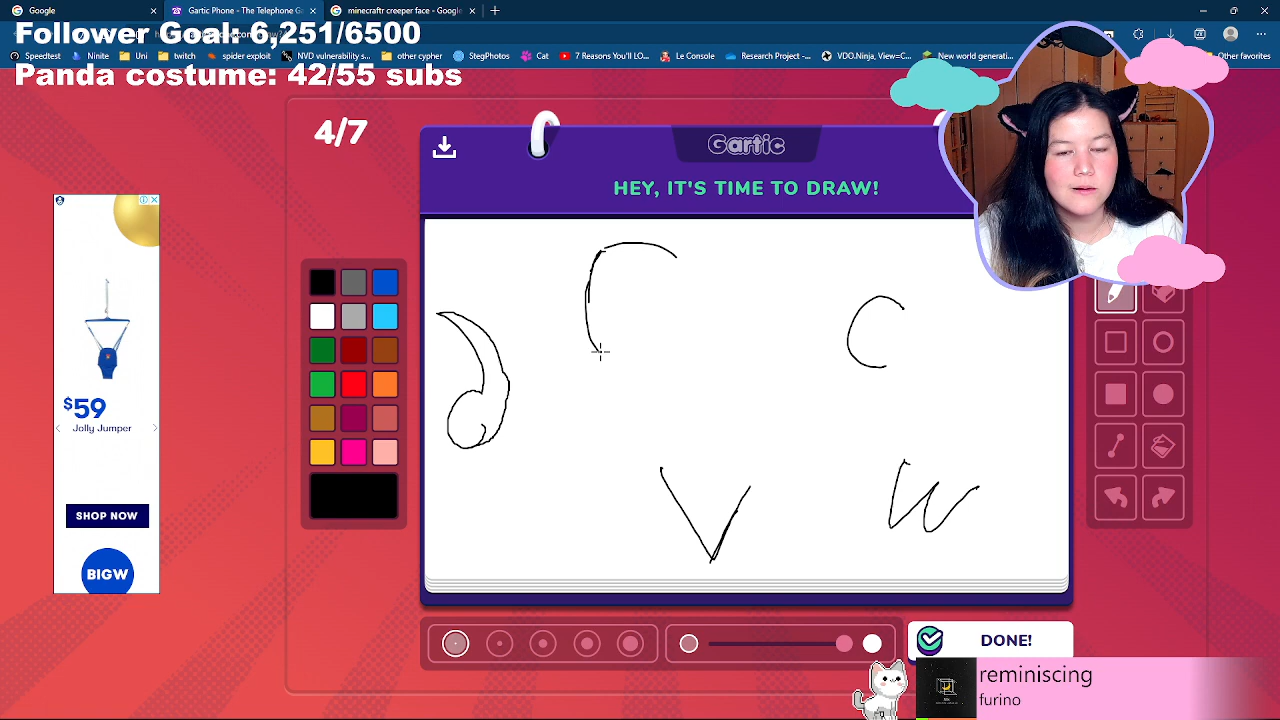 Google
Gartic Phone - The Telephone Ga
minecraft creeper face - Google
Follower Goal: 6,251/6500
Speedtest
Ninite
Uni
twitch
spider exploit
NVD vulnerability s...
other cypher
StegPhotos
Cat
7 Reasons You'll LO...
Le Console
Research Project -...
VDO.Ninja, View=C...
New world generati...
Other favorites
Panda costume: 42/55 subs
4/7
Gartic
HEY, IT'S TIME TO DRAW!
C
V
W
$59
Jolly Jumper
SHOP NOW
BIGW
DONE!
reminiscing
furino